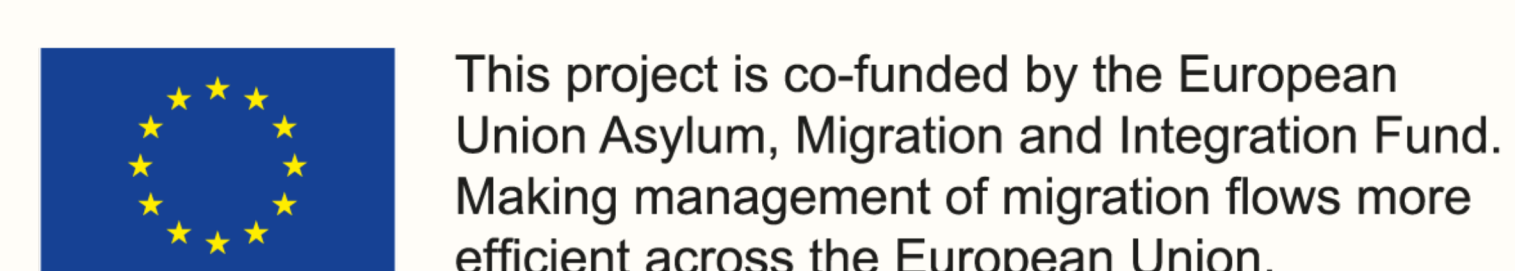 This project is co-funded by the European
Union Asylum, Migration and Integration Fund.
Making management of migration flows more
efficient across the European Union.